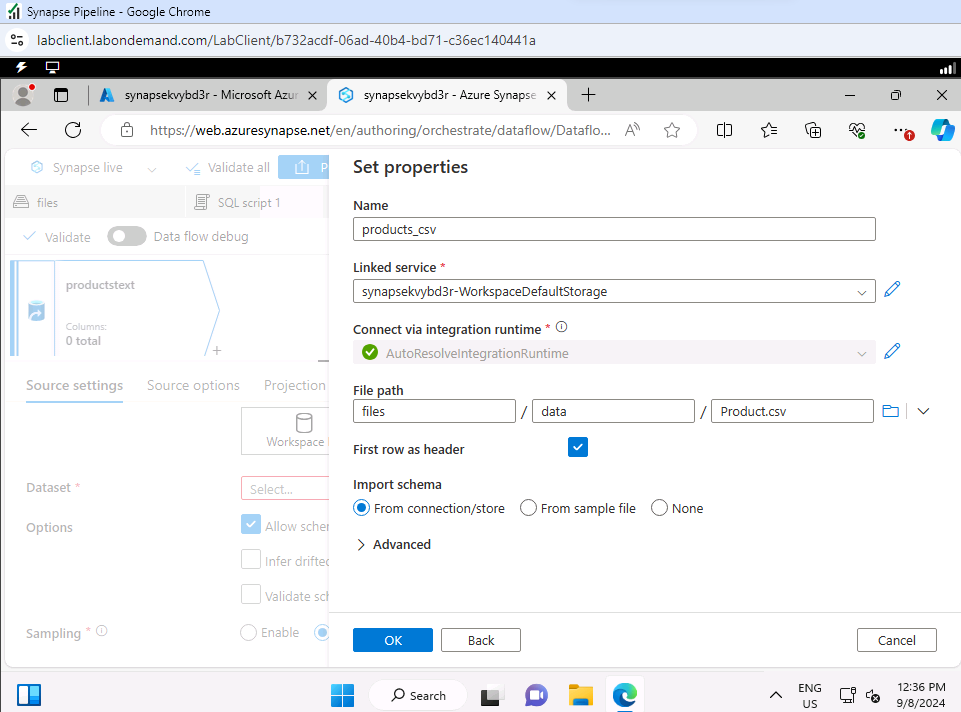 Synapse Pipeline - Google Chrome
labclient.labondemand.com/LabClient/b732acdf-06ad-40b4-bd71-c36ec140441a
synapsekvybd3r - Microsoft Azur
synapsekvybd3r - Azure Synapse
https://web.azuresynapse.net/en/authoring/orchestrate/dataflow/Dataflo...
Synapse live
Validate all
P
files
SQL script 1
Validate
Data flow debug
productstext
Columns:
0 total
Source settings
Source options
Projection
Workspace
Dataset *
Select...
Options
Allow scher
Infer drifted
Validate sch
Sampling *
Enable
Set properties
Name
products_csv
Linked service *
synapsekvybd3r-WorkspaceDefaultStorage
Connect via integration runtime *
AutoResolveIntegrationRuntime
File path
files / data / Product.csv
First row as header
Import schema
From connection/store
From sample file
None
Advanced
OK
Back
Cancel
Search
ENG
US
12:36 PM
9/8/2024